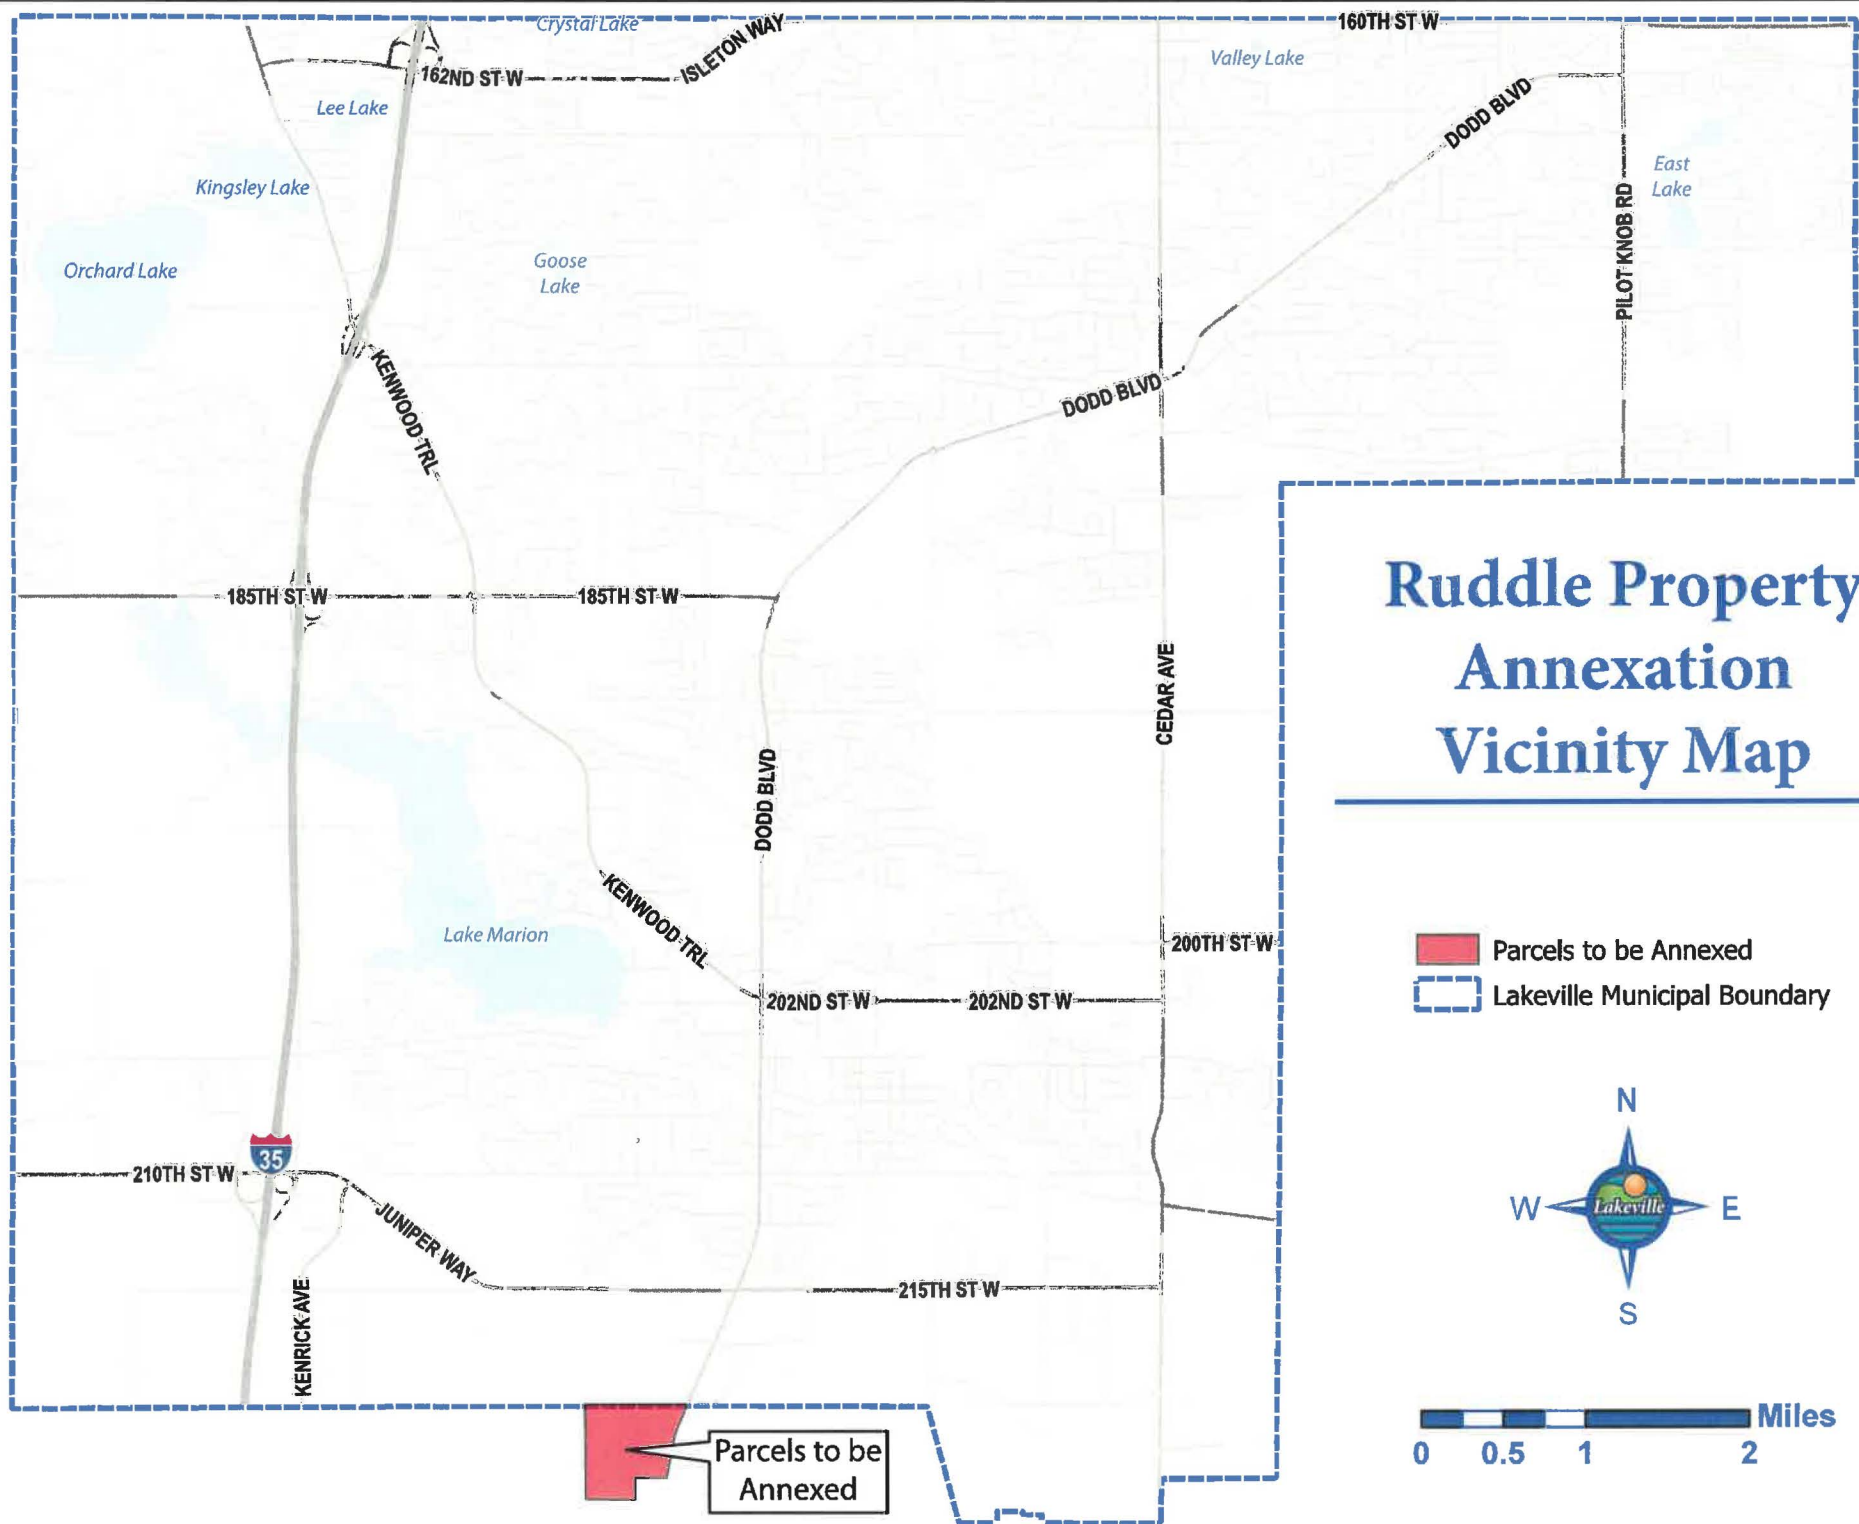 Crystal Lake
160TH ST W
ISLETON WAY
162ND ST W
Valley Lake
DODD BLVD
Lee Lake
Kingsley Lake
East
Lake
PILOT KNOB RD
Orchard Lake
Goose
Lake
KENWOOD TRL
DODD BLVD
185TH ST W
185TH ST W
Ruddle Property
Annexation
Vicinity Map
CEDAR AVE
DODD BLVD
KENWOOD TRL
Lake Marion
200TH ST W
Parcels to be Annexed
Lakeville Municipal Boundary
202ND ST W
202ND ST W
N
W
Lakeville
E
S
35
210TH ST W
JUNIPER WAY
215TH ST W
KENRICK AVE
Parcels to be
Annexed
Miles
0 0.5 1 2